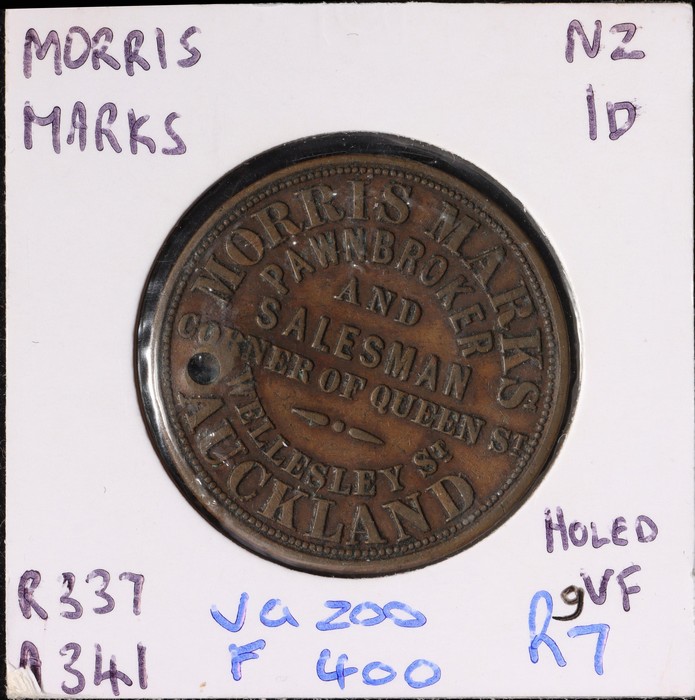 MORRIS
MARKS
NZ
1D
MORRIS MARKS
PAWNBROKER
AND
SALESMAN
CORNER OF QUEEN ST
WELLESLEY ST
AUCKLAND
R337
A341
VG 200
F 400
HOLED
gVF
R7